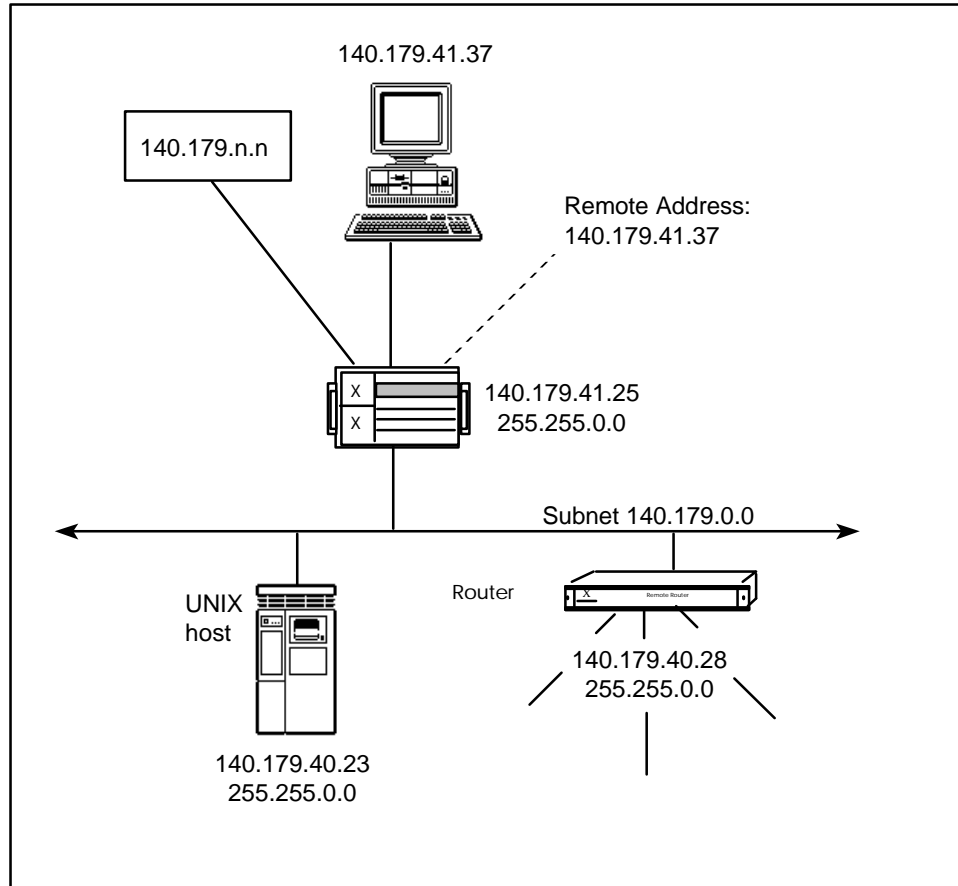 140.179.41.37
140.179.n.n
Remote Address:
140.179.41.37
X
X
140.179.41.25
255.255.0.0
Subnet 140.179.0.0
UNIX
host
Router
X
Remote Router
140.179.40.28
255.255.0.0
140.179.40.23
255.255.0.0